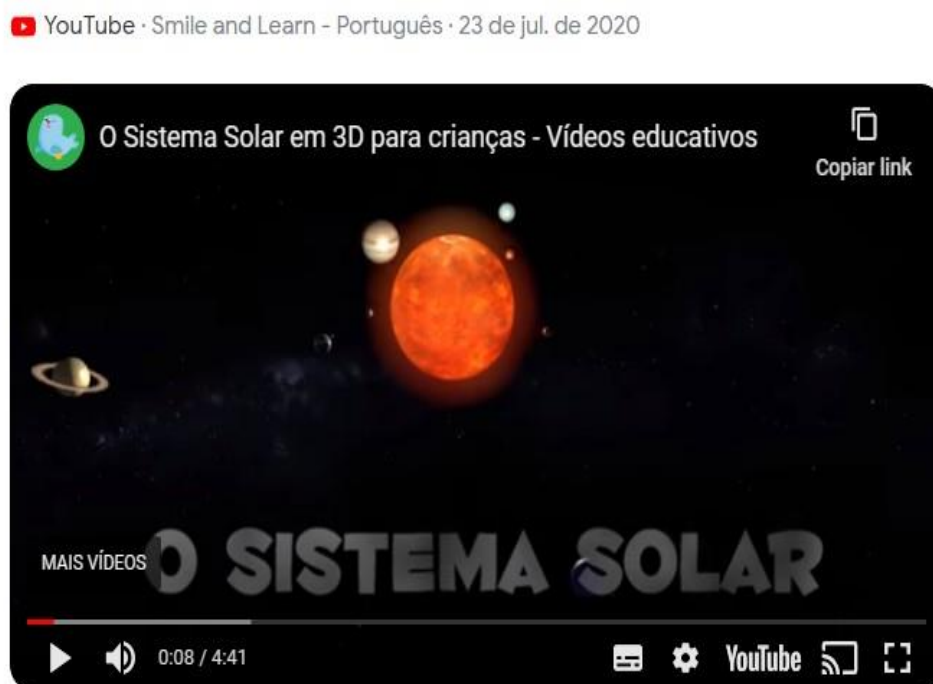 YouTube · Smile and Learn - Português · 23 de jul. de 2020
O Sistema Solar em 3D para crianças - Vídeos educativos
Copiar link
O SISTEMA SOLAR
MAIS VÍDEOS
0:08 / 4:41
YouTube